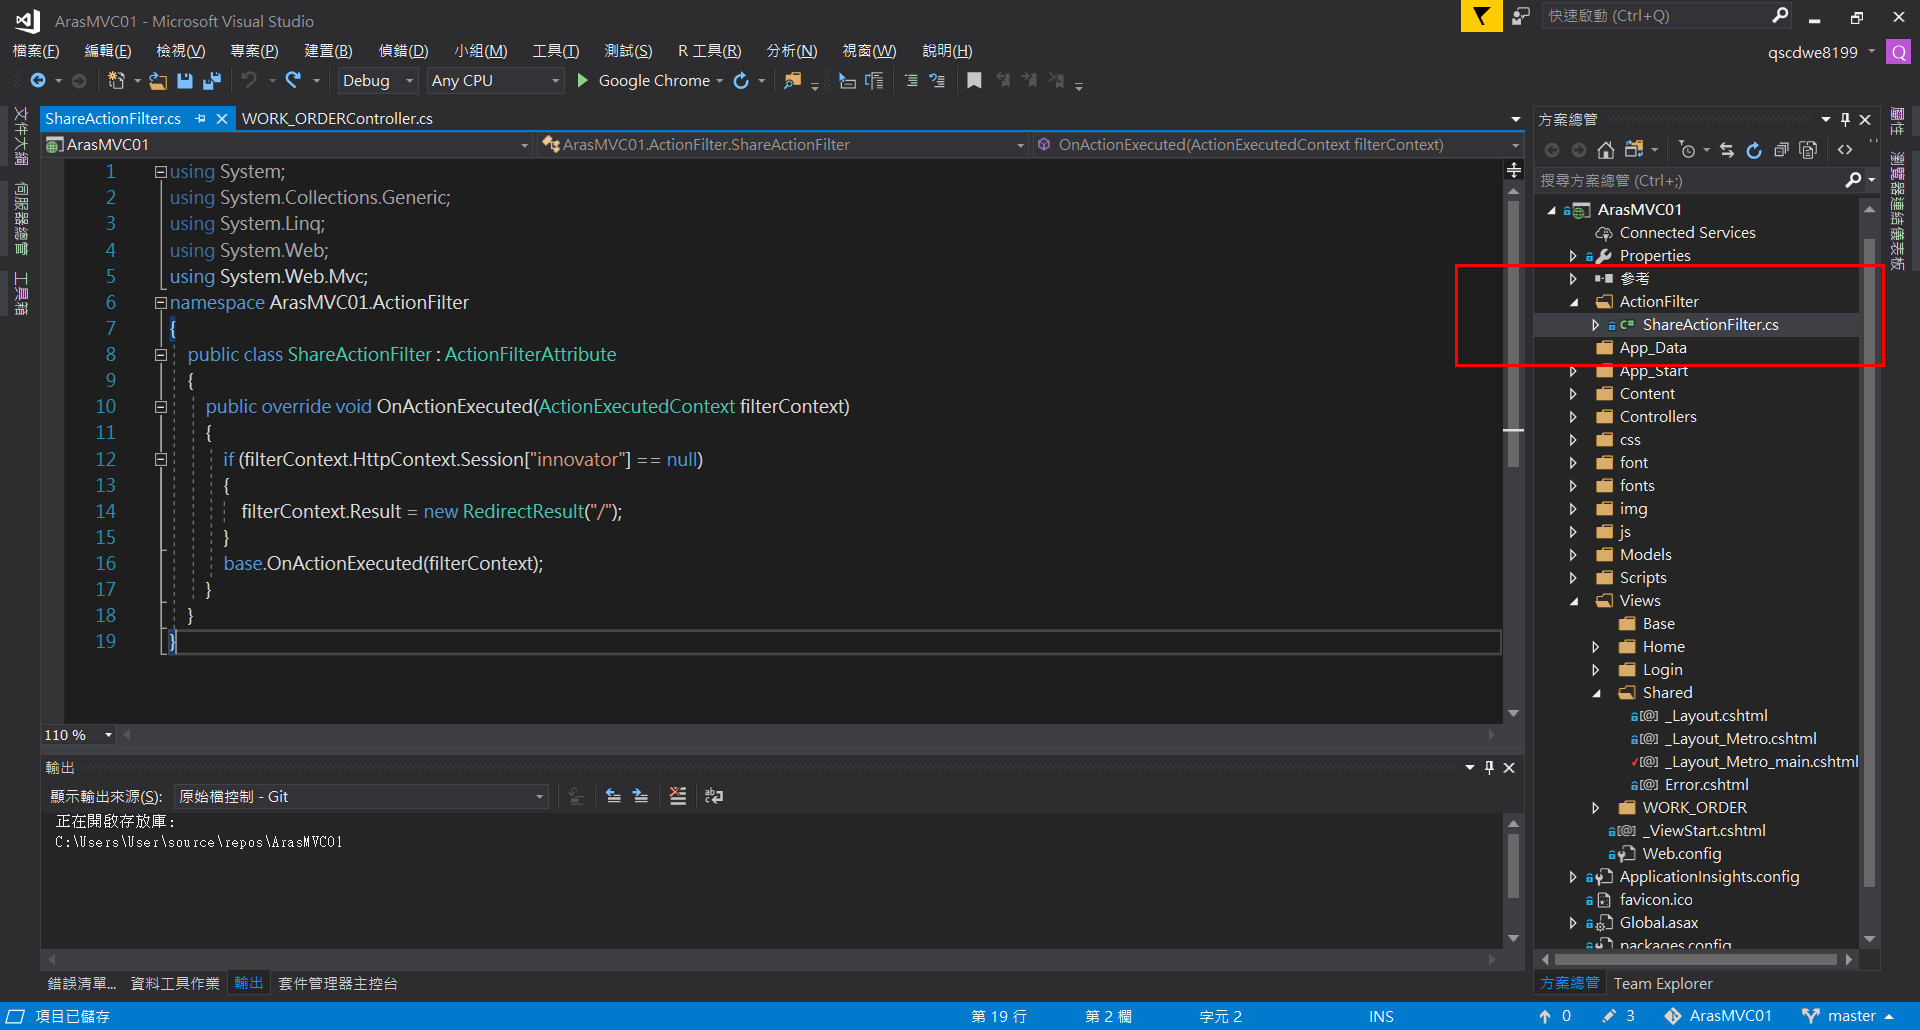 ArasMVC01 - Microsoft Visual Studio
快速啟動 (Ctrl+Q)
檔案(F) 編輯(E) 檢視(V) 專案(P) 建置(B) 偵錯(D) 小組(M) 工具(T) 測試(S) R 工具(R) 分析(N) 視窗(W) 說明(H)
qscdwe8199 Q
Debug Any CPU Google Chrome
文件大綱
伺服器總管
工具箱
ShareActionFilter.cs WORK_ORDERController.cs
ArasMVC01 ArasMVC01.ActionFilter.ShareActionFilter OnActionExecuted(ActionExecutedContext filterContext)
1 using System;
2 using System.Collections.Generic;
3 using System.Linq;
4 using System.Web;
5 using System.Web.Mvc;
6 namespace ArasMVC01.ActionFilter
7 {
8 public class ShareActionFilter : ActionFilterAttribute
9 {
10 public override void OnActionExecuted(ActionExecutedContext filterContext)
11 {
12 if (filterContext.HttpContext.Session["innovator"] == null)
13 {
14 filterContext.Result = new RedirectResult("/");
15 }
16 base.OnActionExecuted(filterContext);
17 }
18 }
19 }
110 %
輸出
顯示輸出來源(S): 原始檔控制 - Git
正在開啟存放庫:
C:\Users\User\source\repos\ArasMVC01
錯誤清單... 資料工具作業 輸出 套件管理器主控台
方案總管
搜尋方案總管 (Ctrl+;)
ArasMVC01
Connected Services
Properties
參考
ActionFilter
C# ShareActionFilter.cs
App_Data
App_Start
Content
Controllers
css
font
fonts
img
js
Models
Scripts
Views
Base
Home
Login
Shared
[@] _Layout.cshtml
[@] _Layout_Metro.cshtml
[@] _Layout_Metro_main.cshtml
[@] Error.cshtml
WORK_ORDER
[@] _ViewStart.cshtml
Web.config
ApplicationInsights.config
favicon.ico
Global.asax
packages.config
方案總管 Team Explorer
屬性
瀏覽器連結儀表板
項目已儲存 第 19 行 第 2 欄 字元 2 INS 0 3 ArasMVC01 master